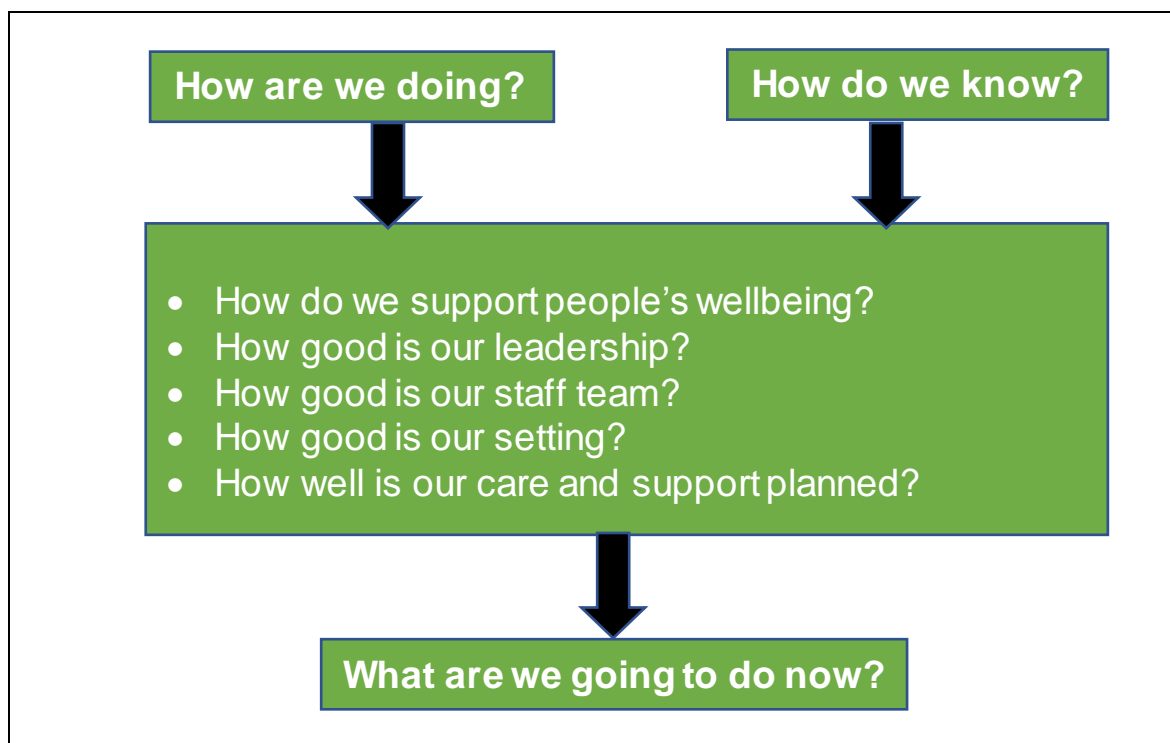 How are we doing?
How do we know?
• How do we support people’s wellbeing?
• How good is our leadership?
• How good is our staff team?
• How good is our setting?
• How well is our care and support planned?
What are we going to do now?